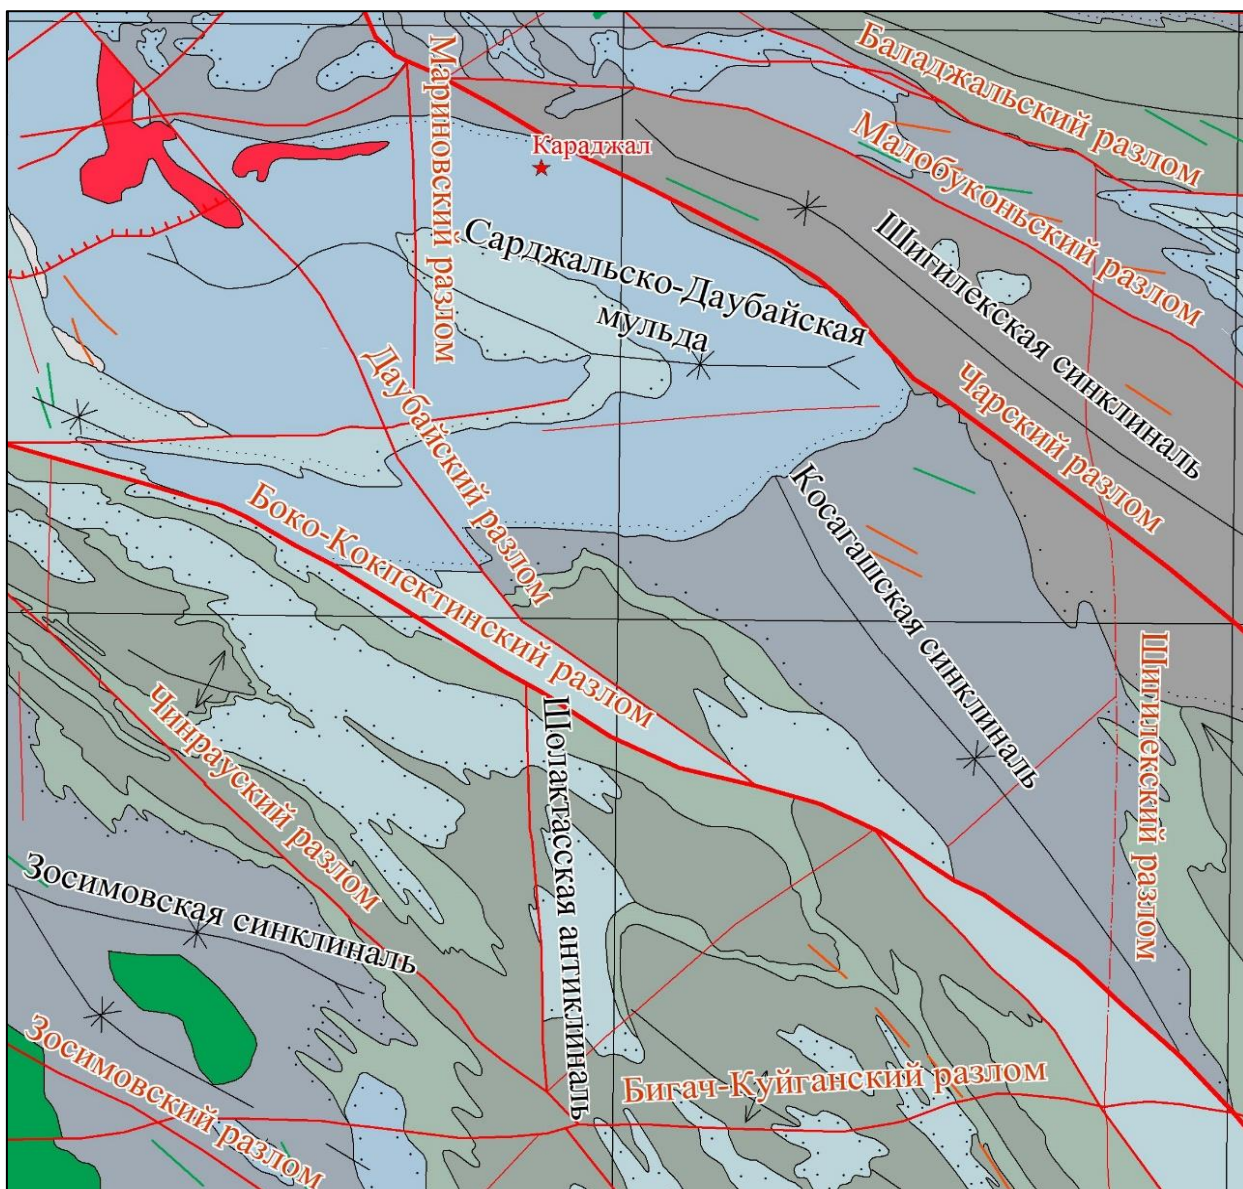 Баладжальский разлом
Мариновский разлом
Малобуконьский разлом
Караджал
Шигилекская синклиналь
Сарджальско-Даубайская
мульда
Даубайский разлом
Чарский разлом
Косагашская синклиналь
Боко-Кокпектинский разлом
Шигилекский разлом
Чинрауский разлом
Шолактасская антиклиналь
Зосимовская синклиналь
Зосимовский разлом
Бигач-Куйганский разлом